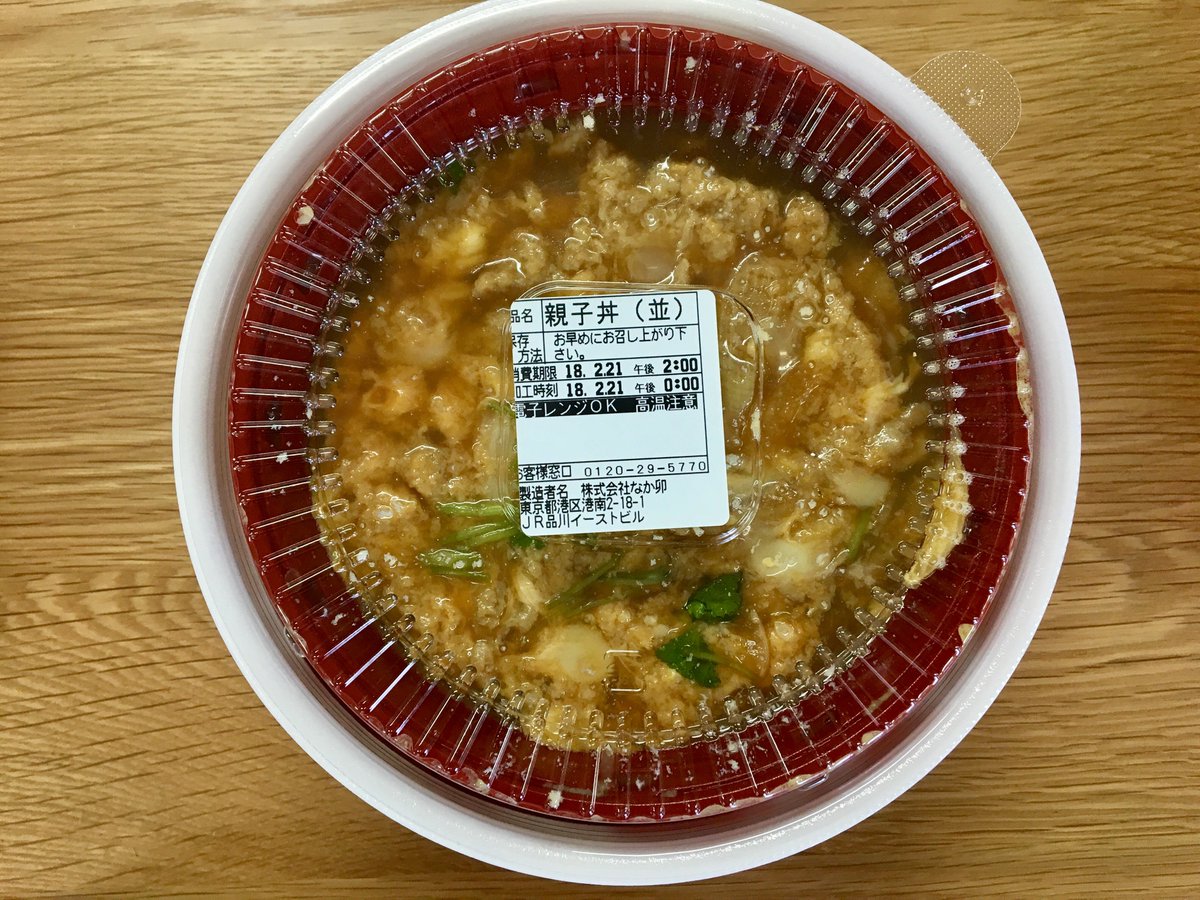 品名 親子丼（並）
保存方法 お早めにお召し上がり下さい。
消費期限 18. 2.21 午後 2:00
加工時刻 18. 2.21 午後 0:00
電子レンジOK 高温注意
お客様窓口 0120-29-5770
製造者名 株式会社なか卯
東京都港区港南2-18-1
JR品川イーストビル